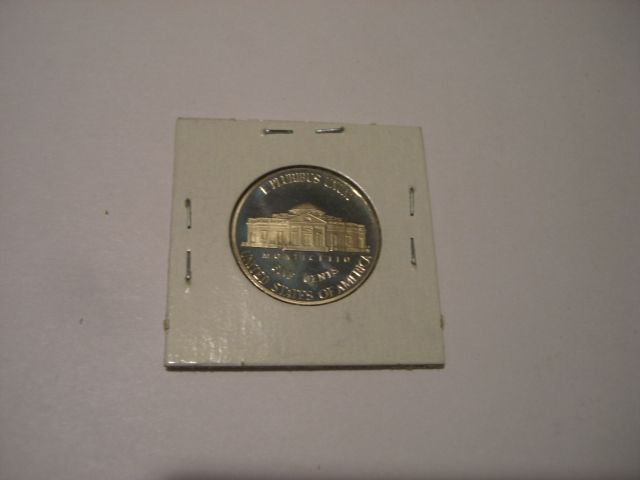 E PLURIBUS UNUM
MONTICELLO
FIVE CENTS
UNITED STATES OF AMERICA